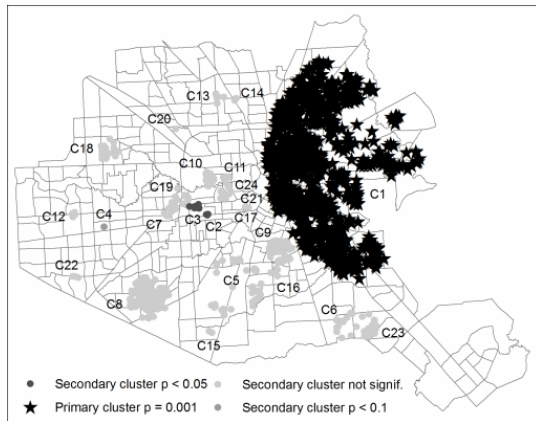 C13
C14
C20
C18
C10
C11
C19
C24
C1
C21
C12
C4
C7
C3
C2
C17
C9
C22
C5
C8
C16
C6
C23
C15
Secondary cluster p < 0.05
Secondary cluster not signif.
Primary cluster p = 0.001
Secondary cluster p < 0.1